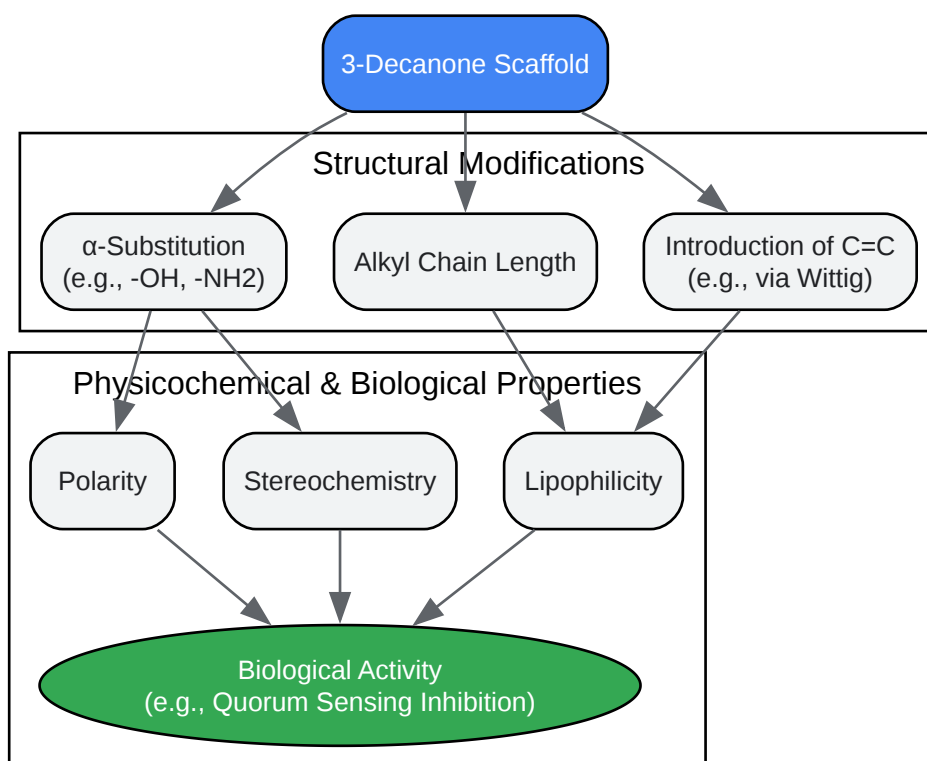 3-Decanone Scaffold
Structural Modifications
α-Substitution
(e.g., -OH, -NH2)
Alkyl Chain Length
Introduction of C=C
(e.g., via Wittig)
Physicochemical & Biological Properties
Polarity
Stereochemistry
Lipophilicity
Biological Activity
(e.g., Quorum Sensing Inhibition)